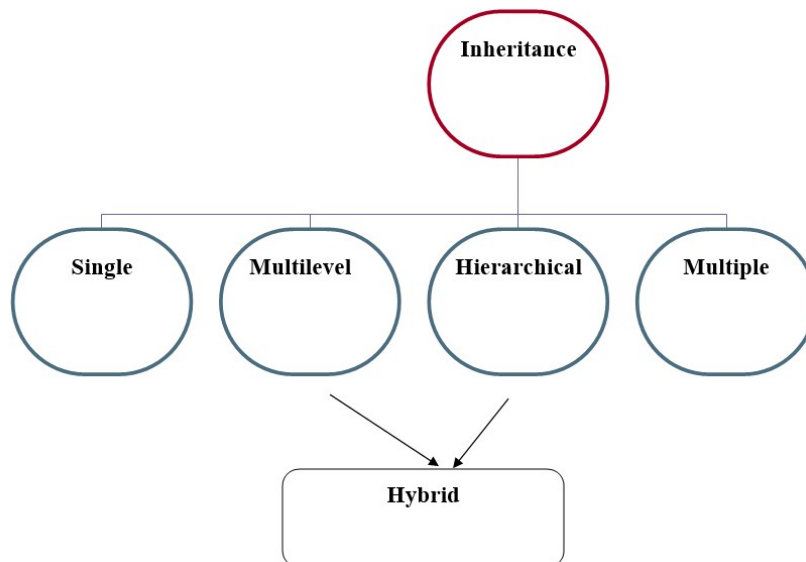 Inheritance
Single
Multilevel
Hierarchical
Multiple
Hybrid